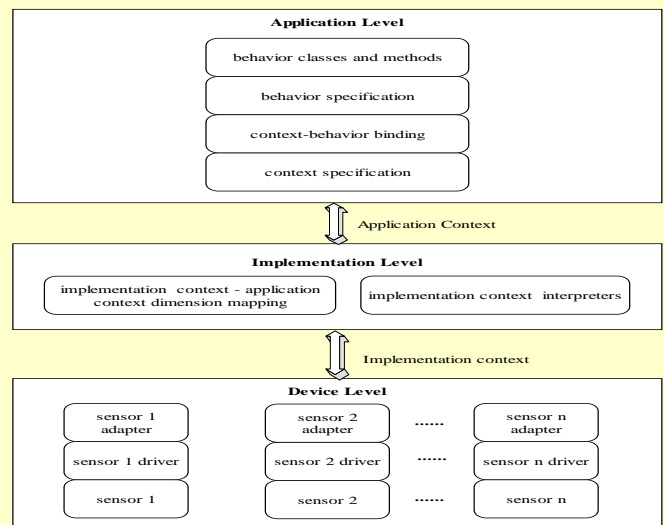 Application Level
behavior classes and methods
behavior specification
context-behavior binding
context specification
Application Context
Implementation Level
implementation context - application
context dimension mapping
implementation context interpreters
Implementation context
Device Level
sensor 1
adapter
sensor 2
adapter
......
sensor n
adapter
sensor 1 driver
sensor 2 driver
......
sensor n driver
sensor 1
sensor 2
......
sensor n